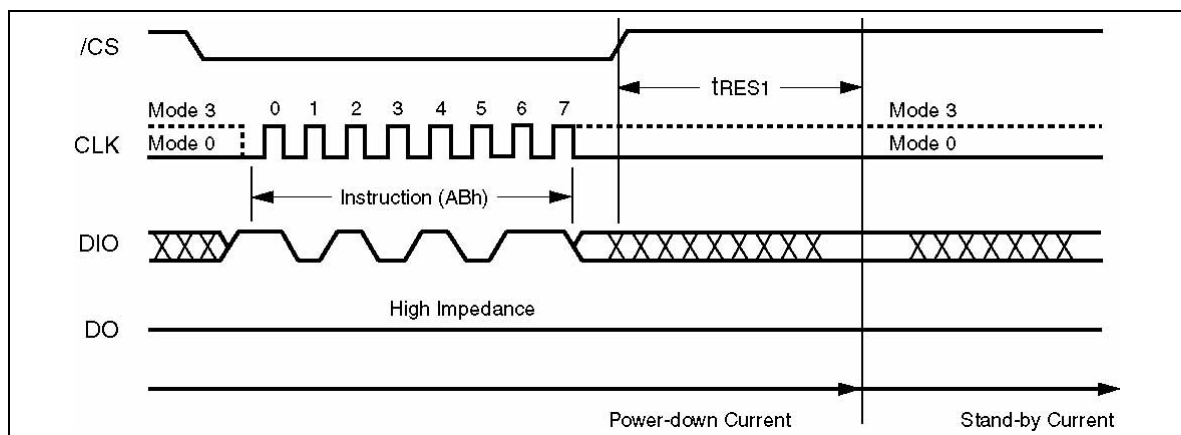 /CS
tRES1
Mode 3 0 1 2 3 4 5 6 7 Mode 3
CLK Mode 0 Mode 0
Instruction (ABh)
DIO
High Impedance
DO
Power-down Current Stand-by Current